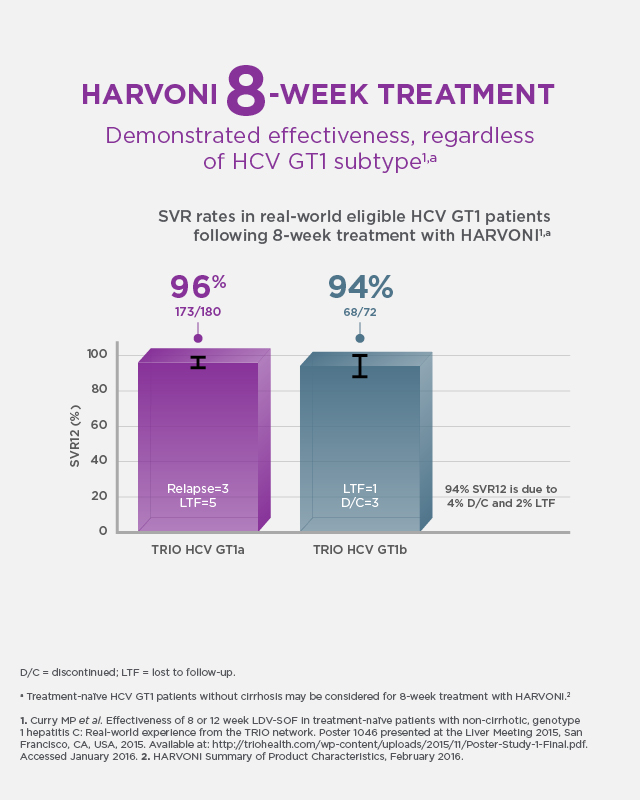 HARVONI 8-WEEK TREATMENT
Demonstrated effectiveness, regardless
of HCV GT1 subtype¹,ᵃ
SVR rates in real-world eligible HCV GT1 patients
following 8-week treatment with HARVONI¹,ᵃ
96% 94%
173/180 68/72
100
80
60
40
20
0
SVR12 (%)
Relapse=3
LTF=5
LTF=1
D/C=3
94% SVR12 is due to
4% D/C and 2% LTF
TRIO HCV GT1a TRIO HCV GT1b
D/C = discontinued; LTF = lost to follow-up.
ᵃ Treatment-naïve HCV GT1 patients without cirrhosis may be considered for 8-week treatment with HARVONI.²
1. Curry MP et al. Effectiveness of 8 or 12 week LDV-SOF in treatment-naïve patients with non-cirrhotic, genotype
1 hepatitis C: Real-world experience from the TRIO network. Poster 1046 presented at the Liver Meeting 2015, San
Francisco, CA, USA, 2015. Available at: http://triohealth.com/wp-content/uploads/2015/11/Poster-Study-1-Final.pdf.
Accessed January 2016. 2. HARVONI Summary of Product Characteristics, February 2016.